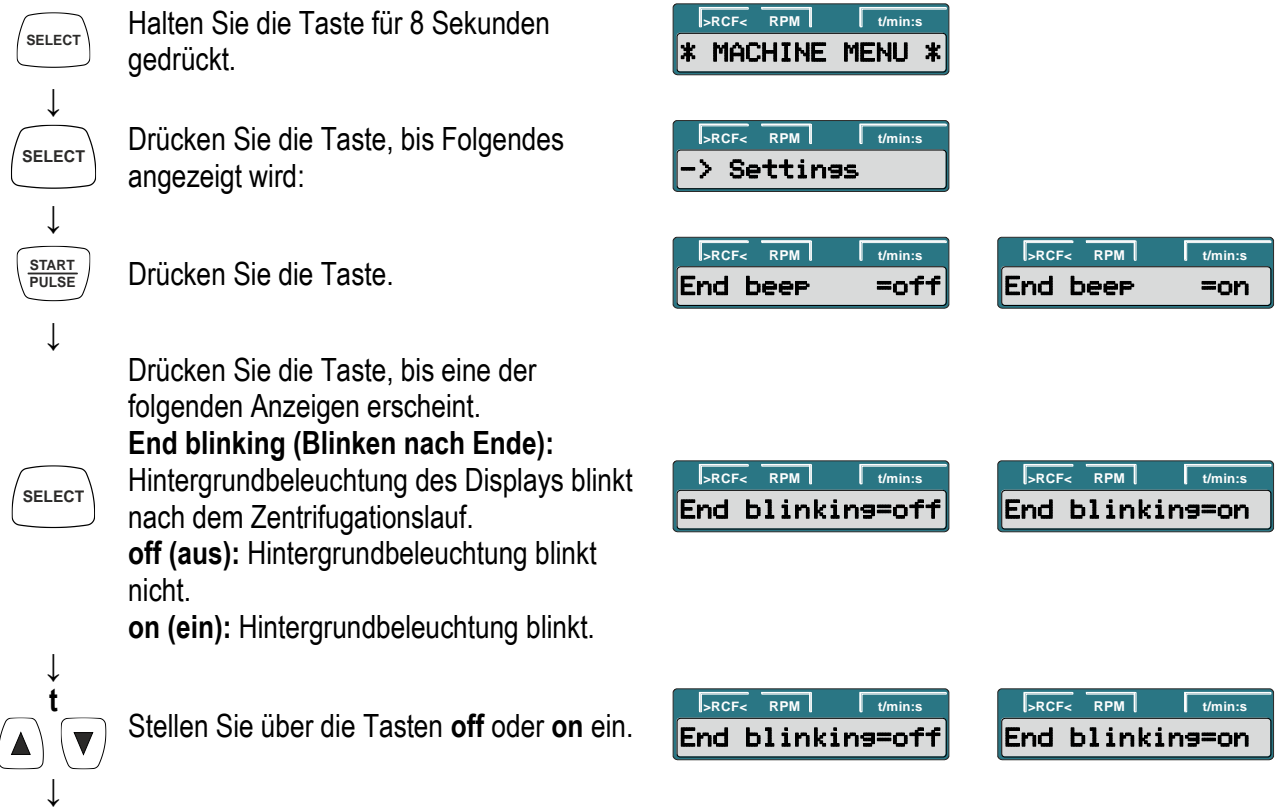 SELECT
Halten Sie die Taste für 8 Sekunden
gedrückt.
>RCF< RPM t/min:s
* MACHINE MENU *
↓
SELECT
Drücken Sie die Taste, bis Folgendes
angezeigt wird:
>RCF< RPM t/min:s
-> Settings
↓
START
PULSE
Drücken Sie die Taste.
>RCF< RPM t/min:s
End beep =off
>RCF< RPM t/min:s
End beep =on
↓
SELECT
Drücken Sie die Taste, bis eine der
folgenden Anzeigen erscheint.
End blinking (Blinken nach Ende):
Hintergrundbeleuchtung des Displays blinkt
nach dem Zentrifugationslauf.
off (aus): Hintergrundbeleuchtung blinkt
nicht.
on (ein): Hintergrundbeleuchtung blinkt.
>RCF< RPM t/min:s
End blinking=off
>RCF< RPM t/min:s
End blinking=on
↓
t
▲ ▼
Stellen Sie über die Tasten off oder on ein.
>RCF< RPM t/min:s
End blinking=off
>RCF< RPM t/min:s
End blinking=on
↓